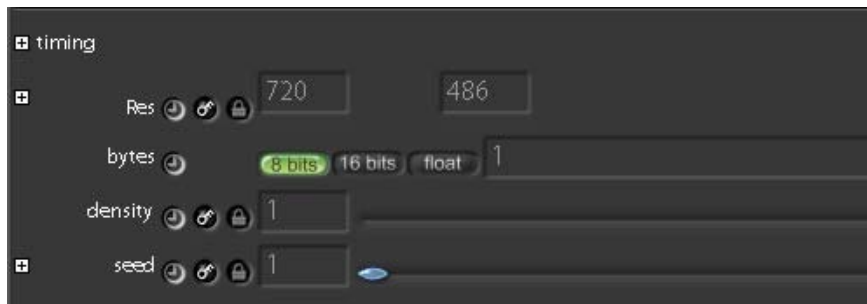 timing
Res 720 486
bytes 8 bits 16 bits float 1
density 1
seed 1